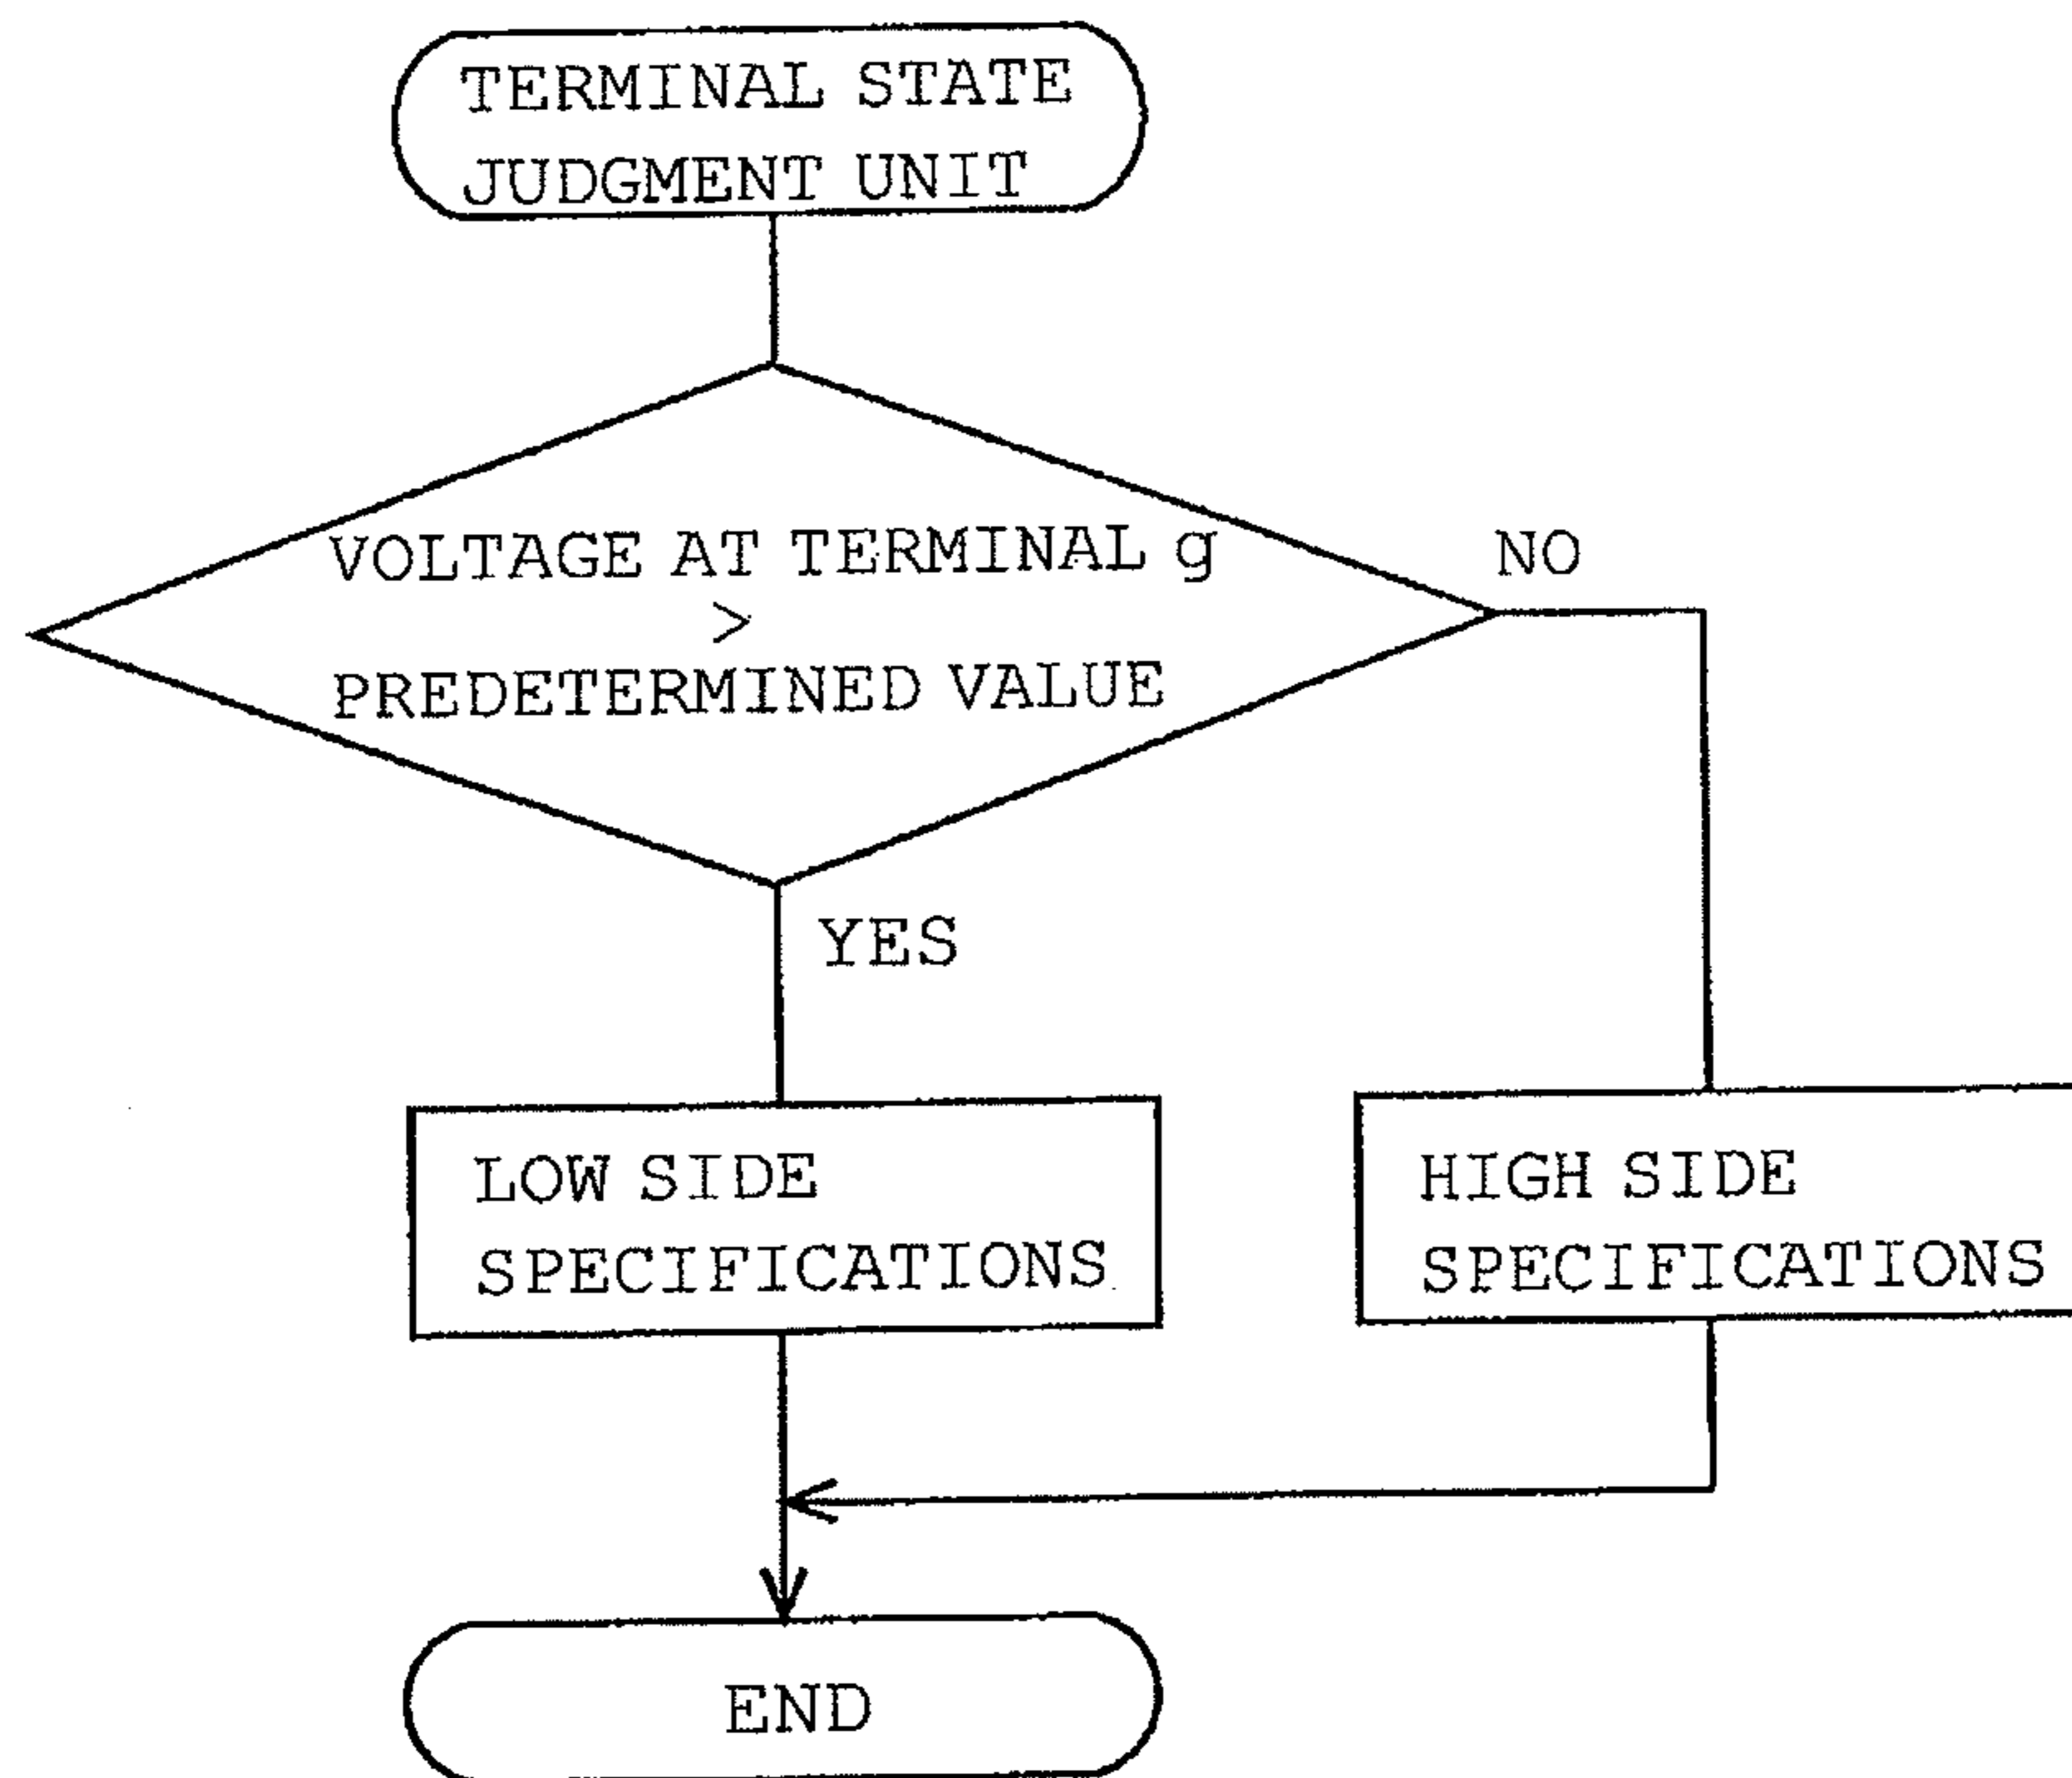 TERMINAL STATE
JUDGMENT UNIT
VOLTAGE AT TERMINAL g
>
PREDETERMINED VALUE
NO
YES
LOW SIDE
SPECIFICATIONS
HIGH SIDE
SPECIFICATIONS
END